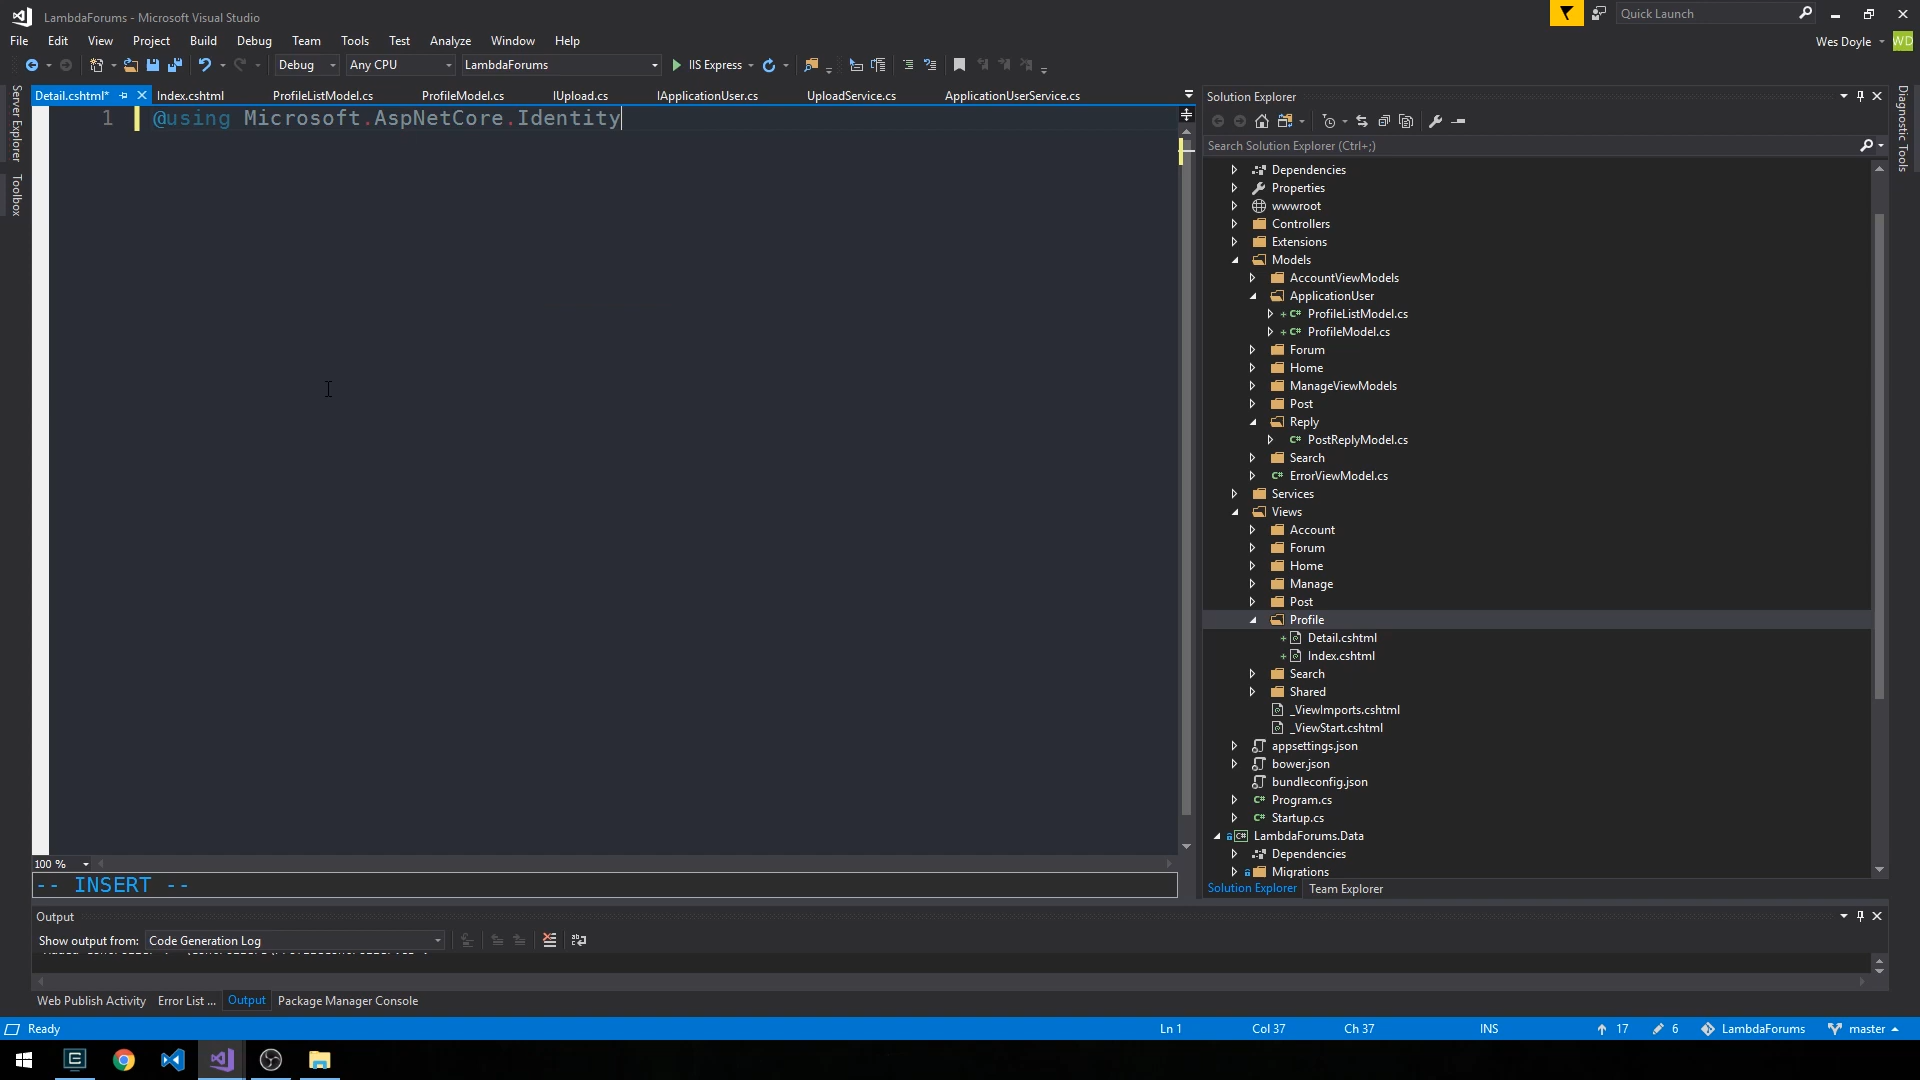 LambdaForums - Microsoft Visual Studio
Quick Launch
File Edit View Project Build Debug Team Tools Test Analyze Window Help
Wes Doyle WD
Debug Any CPU LambdaForums IIS Express
Detail.cshtml* Index.cshtml ProfileListModel.cs ProfileModel.cs IUpload.cs IApplicationUser.cs UploadService.cs ApplicationUserService.cs
Server Explorer
Toolbox
1 @using Microsoft.AspNetCore.Identity
100 %
-- INSERT --
Solution Explorer
Search Solution Explorer (Ctrl+;)
Dependencies
Properties
wwwroot
Controllers
Extensions
Models
AccountViewModels
ApplicationUser
ProfileListModel.cs
ProfileModel.cs
Forum
Home
ManageViewModels
Post
Reply
PostReplyModel.cs
Search
ErrorViewModel.cs
Services
Views
Account
Forum
Home
Manage
Post
Profile
Detail.cshtml
Index.cshtml
Search
Shared
_ViewImports.cshtml
_ViewStart.cshtml
appsettings.json
bower.json
bundleconfig.json
Program.cs
Startup.cs
LambdaForums.Data
Dependencies
Migrations
Solution Explorer Team Explorer
Diagnostic Tools
Output
Show output from: Code Generation Log
Web Publish Activity Error List ... Output Package Manager Console
Ready Ln 1 Col 37 Ch 37 INS 17 6 LambdaForums master